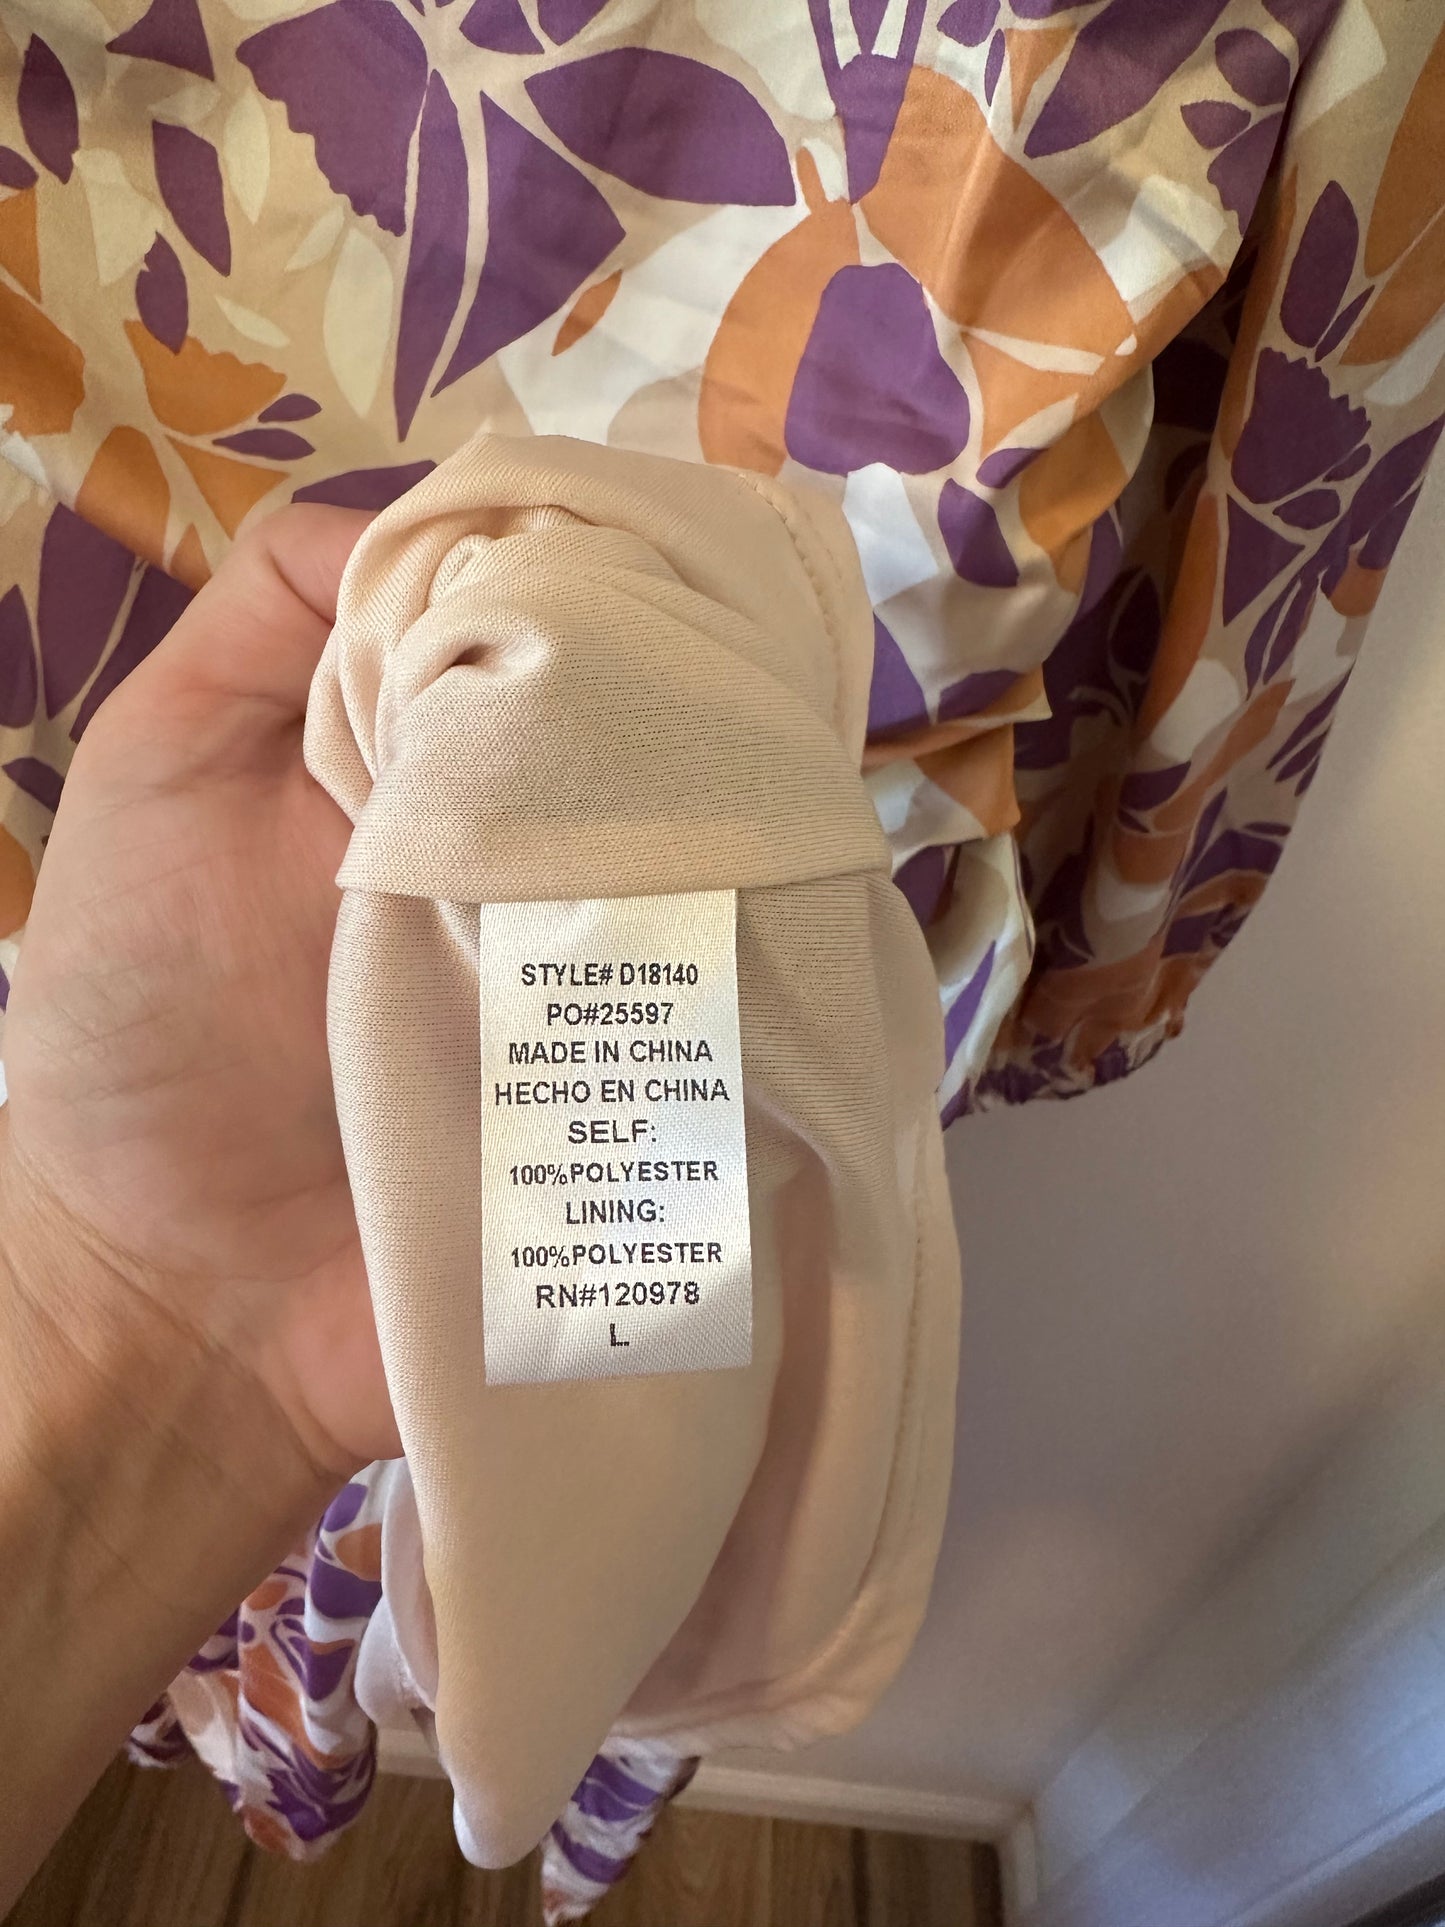 STYLE# D18140
PO#25597
MADE IN CHINA
HECHO EN CHINA
SELF:
100%POLYESTER
LINING:
100%POLYESTER
RN#120978
L.